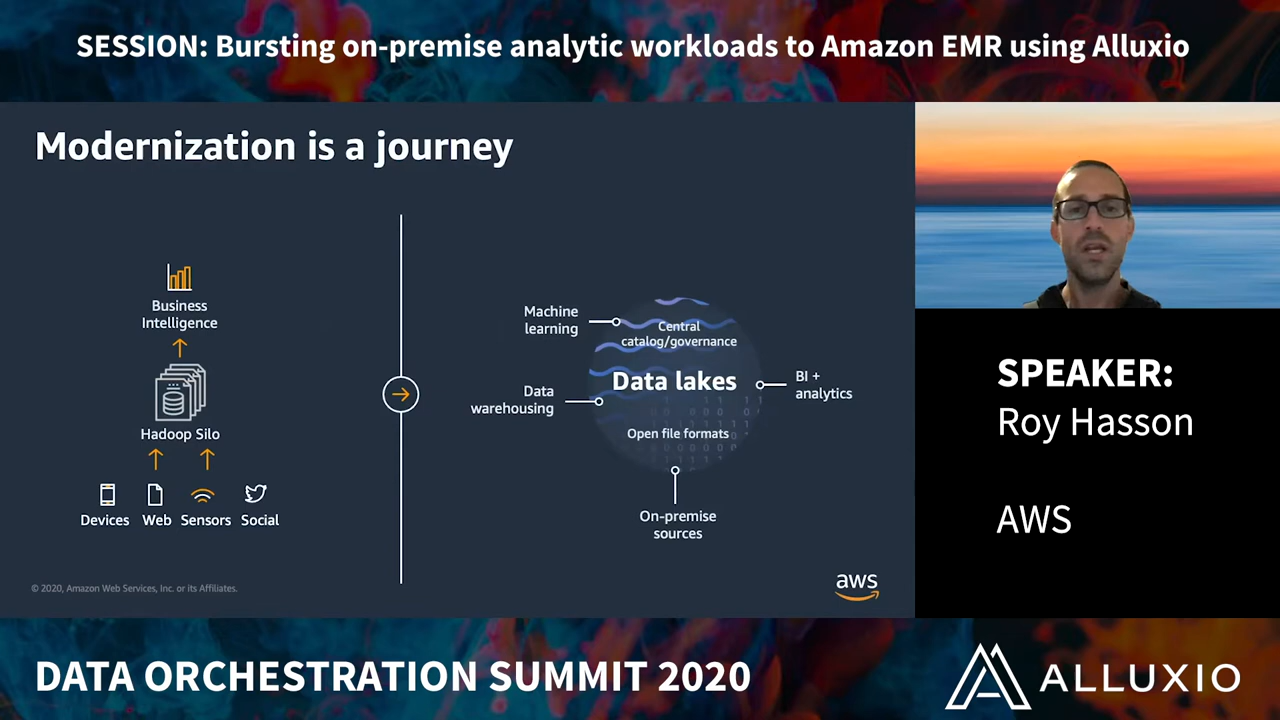 SESSION: Bursting on-premise analytic workloads to Amazon EMR using Alluxio
Modernization is a journey
Business
Intelligence
Hadoop Silo
Devices
Web
Sensors
Social
Machine
learning
Data
warehousing
Central
catalog/governance
Data lakes
Open file formats
BI +
analytics
On-premise
sources
© 2020, Amazon Web Services, Inc. or its Affiliates.
aws
SPEAKER:
Roy Hasson
AWS
DATA ORCHESTRATION SUMMIT 2020
ALLUXIO